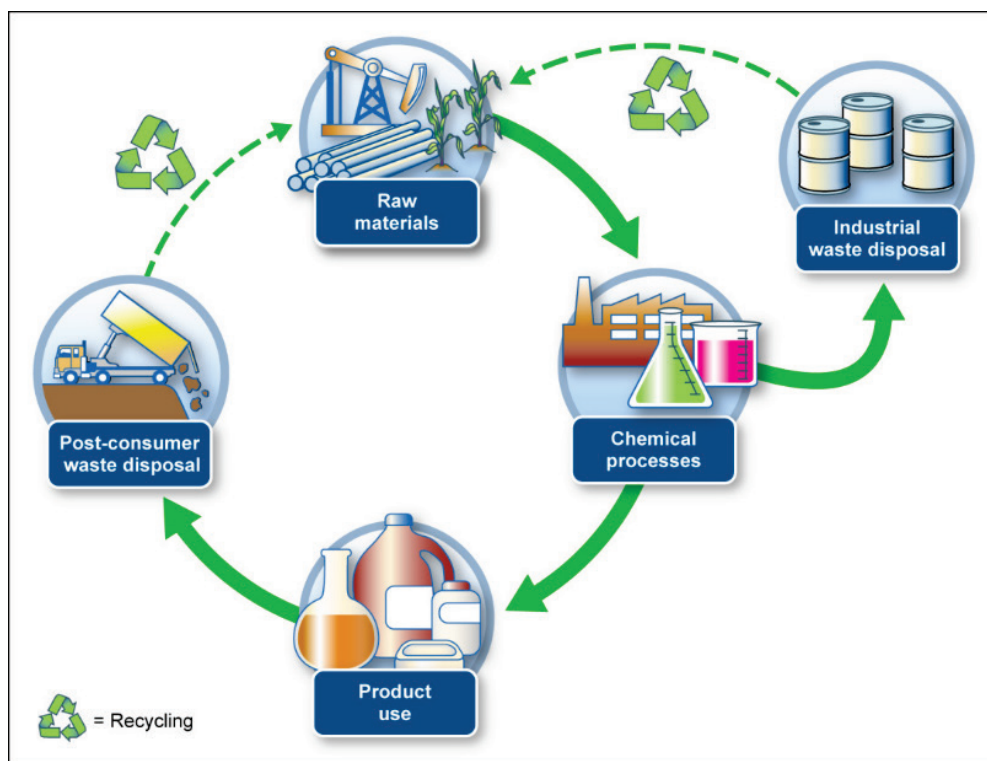 Raw
materials
Industrial
waste disposal
Chemical
processes
Post-consumer
waste disposal
Product
use
= Recycling